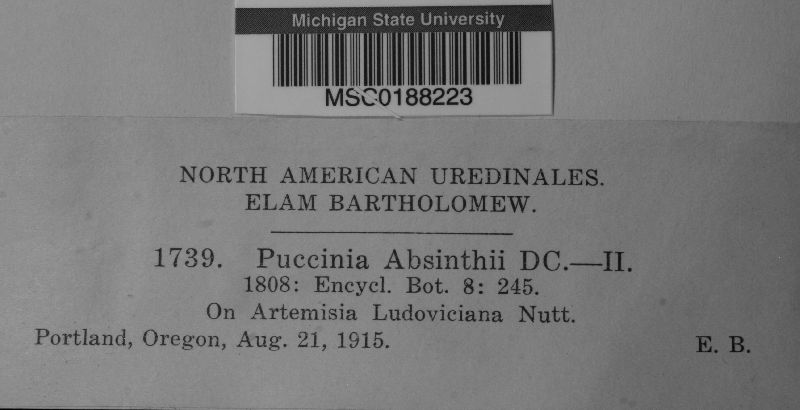 Michigan State University
MSC0188223
NORTH AMERICAN UREDINALES.
ELAM BARTHOLOMEW.
1739. Puccinia Absinthii DC.—II.
1808: Encycl. Bot. 8: 245.
On Artemisia Ludoviciana Nutt.
Portland, Oregon, Aug. 21, 1915. E. B.